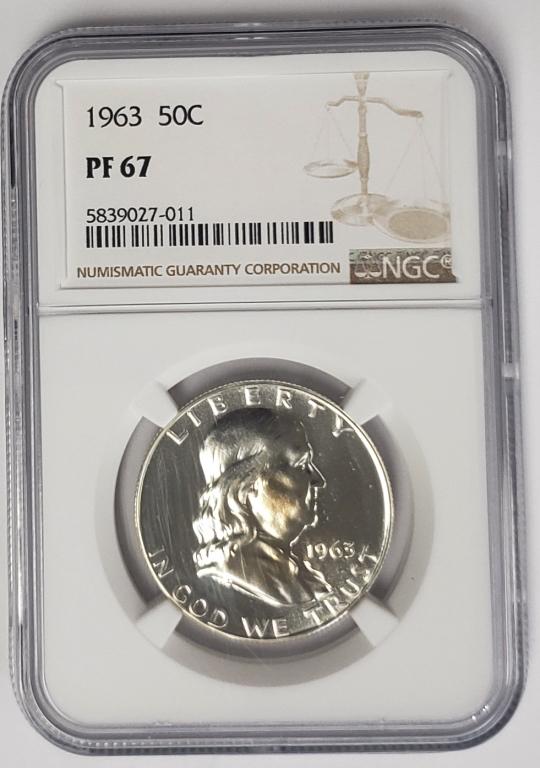 1963 50C
PF 67
5839027-011
NUMISMATIC GUARANTY CORPORATION
NGC®
LIBERTY
1963
IN GOD WE TRUST